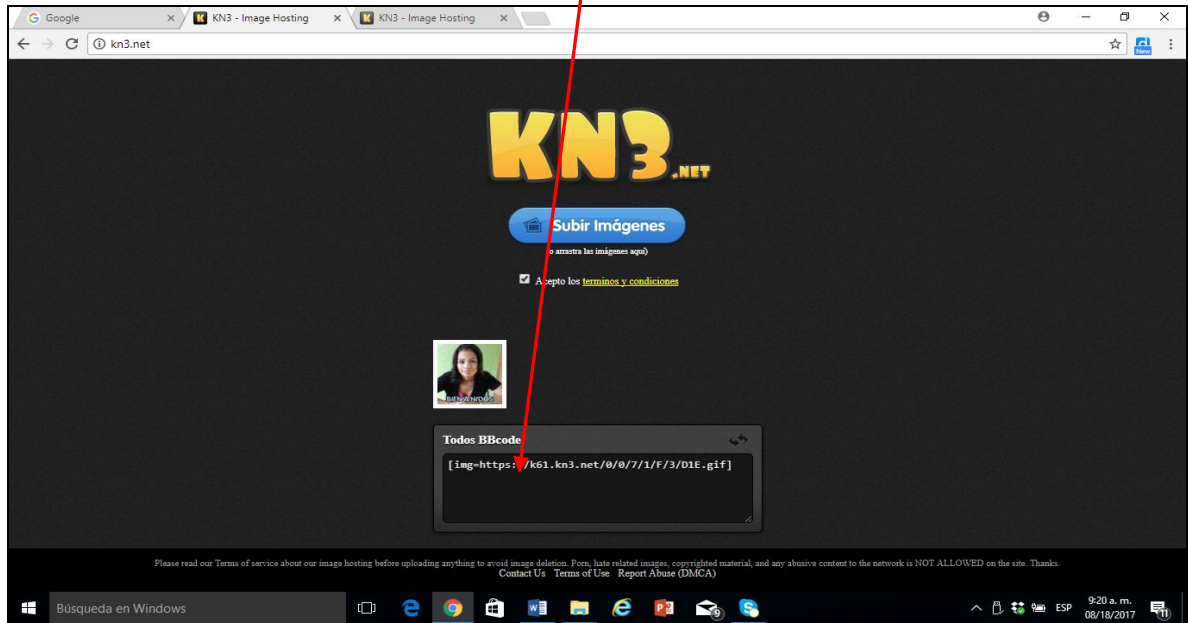 Google
KN3 - Image Hosting
KN3 - Image Hosting
kn3.net
New
KN3.NET
Subir Imágenes
(o arrastra las imágenes aquí)
Acepto los terminos y condiciones
BIENVENIDOS
Todos BBcode
[img=https://k61.kn3.net/0/0/7/1/F/3/D1E.gif]
Please read our Terms of service about our image hosting before uploading anything to avoid image deletion. Porn, hate related images, copyrighted material, and any abusive content to the network is NOT ALLOWED on the site. Thanks.
Contact Us Terms of Use Report Abuse (DMCA)
Búsqueda en Windows
9
ESP
9:20 a. m.
08/18/2017
11